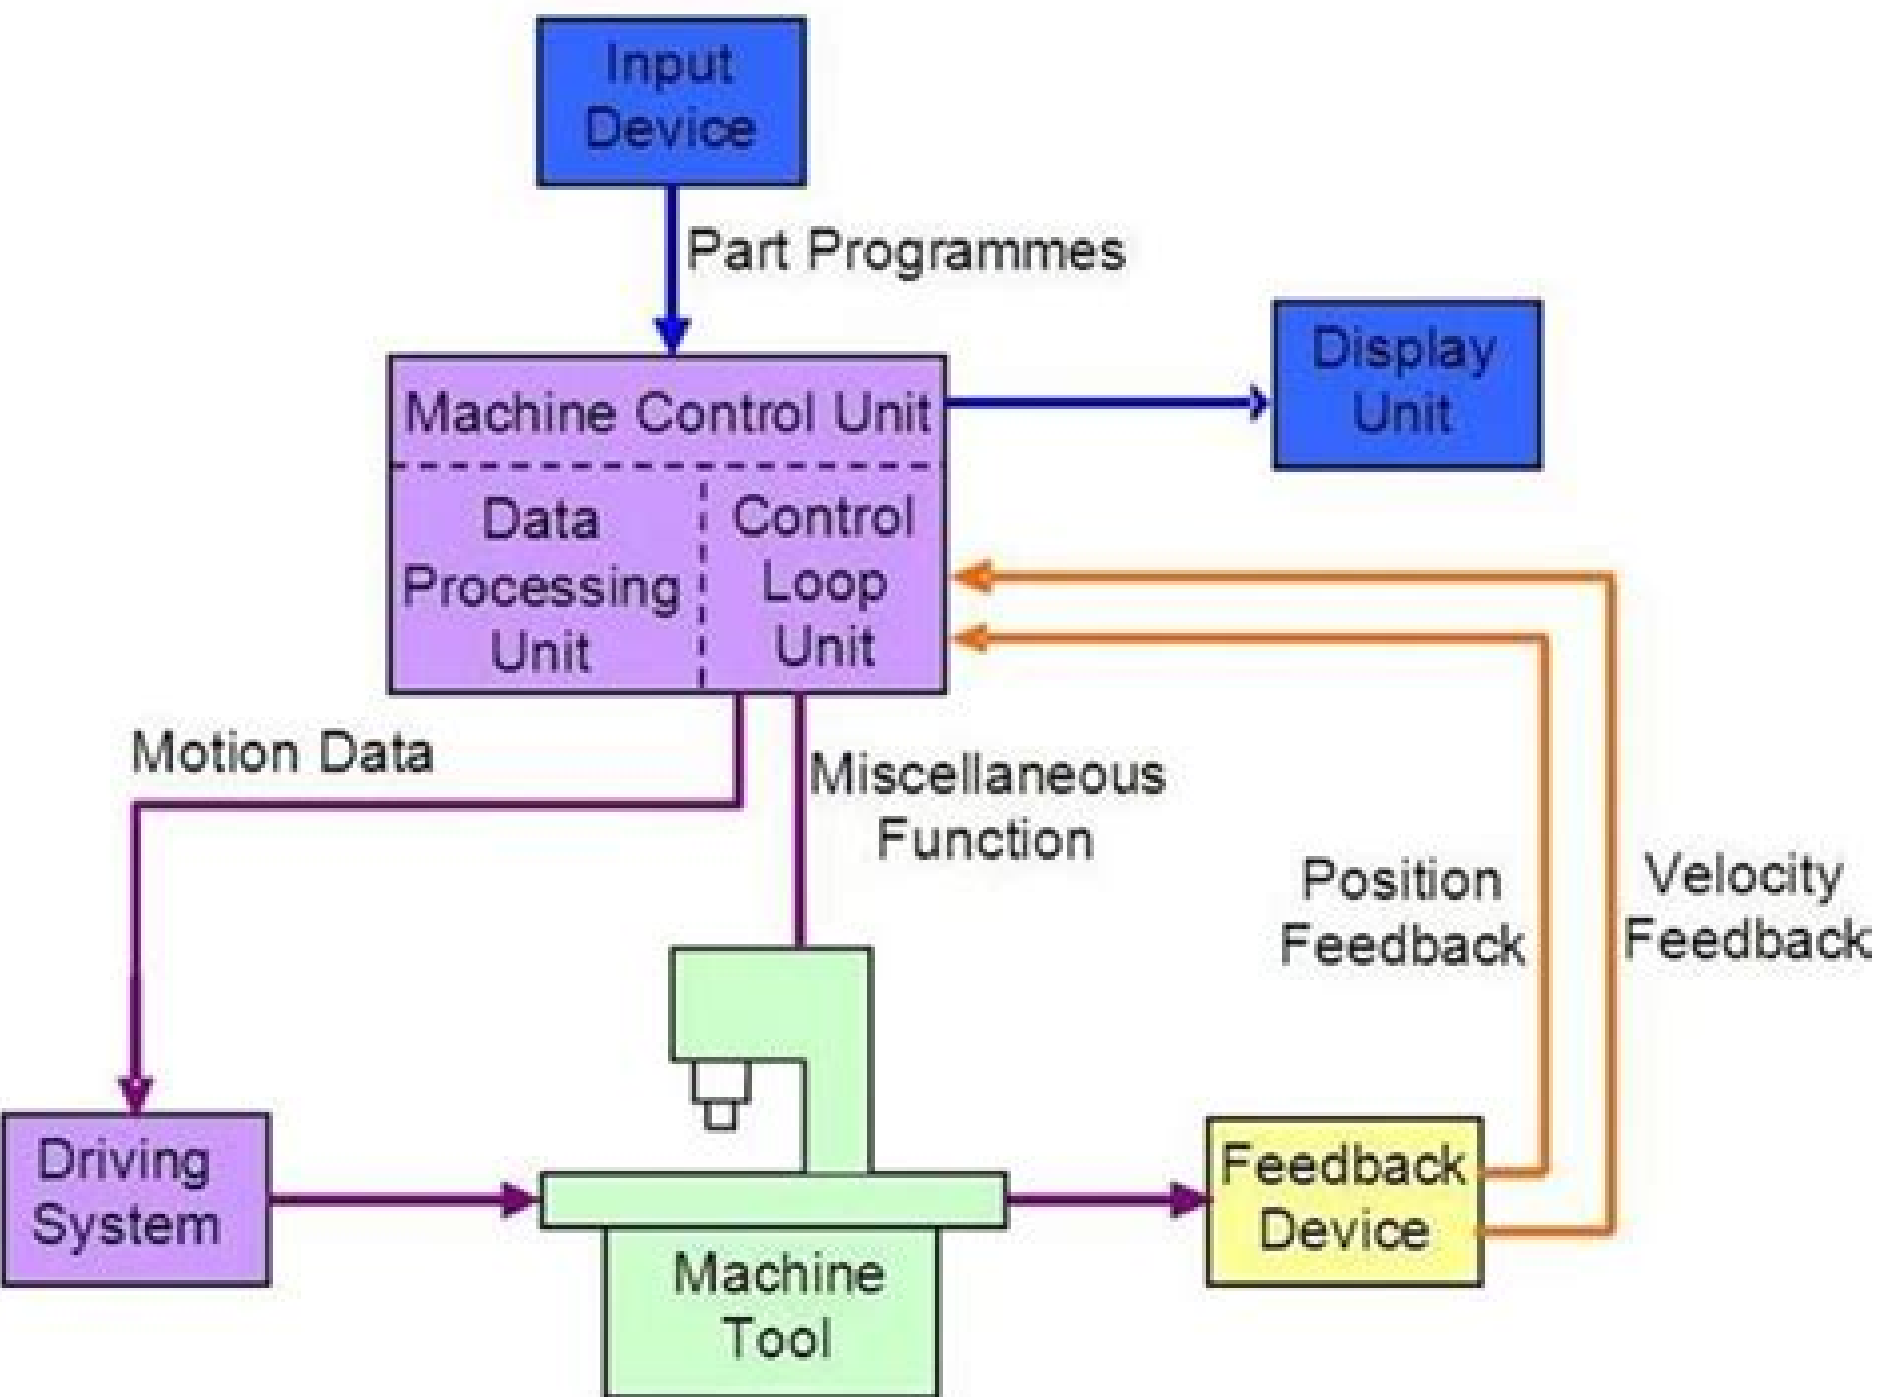 Input
Device
Part Programmes
Display
Unit
Machine Control Unit
Data
Processing
Unit
Control
Loop
Unit
Motion Data
Miscellaneous
Function
Position
Feedback
Velocity
Feedback
Driving
System
Machine
Tool
Feedback
Device